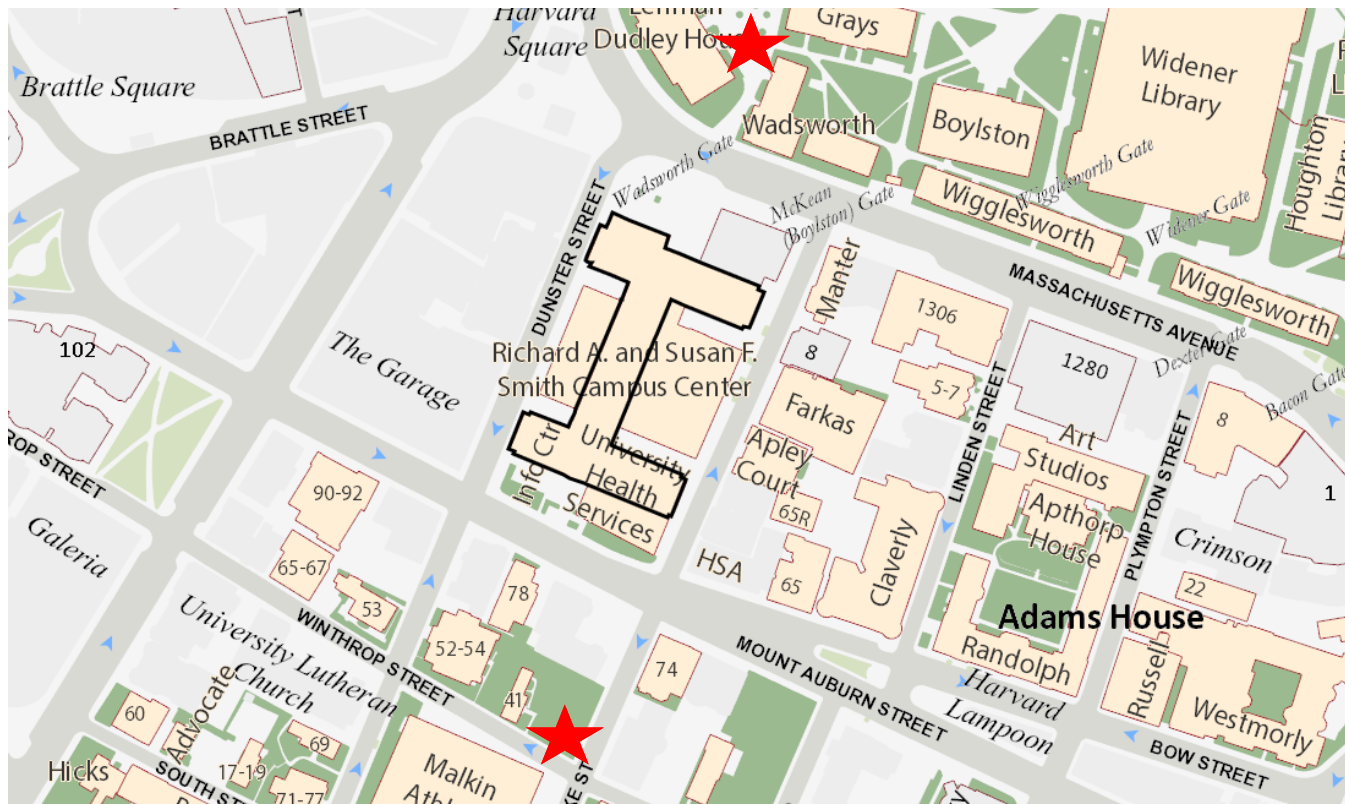 Harvard
Square
Lehman
Dudley House
Grays
Widener
Library
Brattle Square
BRATTLE STREET
Wadsworth
Boylston
Houghton
Library
Wadsworth Gate
McKean
(Boylston) Gate
Wigglesworth Gate
Wigglesworth
Widener Gate
DUNSTER STREET
Manter
MASSACHUSETTS AVENUE
Wigglesworth
1306
102
The Garage
Richard A. and Susan F.
Smith Campus Center
8
1280
Dexter Gate
5-7
Farkas
8
Bacon Gate
LINDEN STREET
Art
Studios
Info Ctr
University
Health
Services
Apley
Court
65R
PLYMPTON STREET
1
90-92
Apthorp
House
Galeria
Crimson
HSA
Claverly
65-67
65
22
53
78
WINTHROP STREET
Adams House
University Lutheran
Church
52-54
74
MOUNT AUBURN STREET
Randolph
Russell
Harvard
Lampoon
41
Westmorly
60
Advocate
69
BOW STREET
Hicks
17-19
SOUTH ST
71-77
Malkin